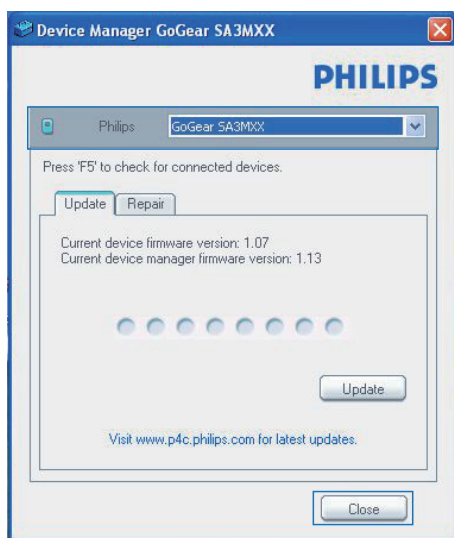 Device Manager GoGear SA3MXX
PHILIPS
Philips GoGear SA3MXX
Press 'F5' to check for connected devices.
Update Repair
Current device firmware version: 1.07
Current device manager firmware version: 1.13
Update
Visit www.p4c.philips.com for latest updates.
Close